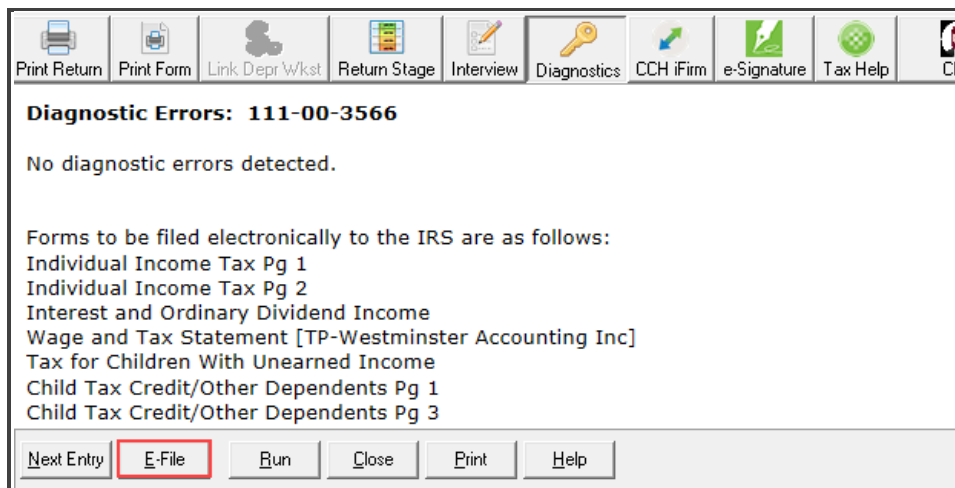 Print Return Print Form Link Depr Wkst Return Stage Interview Diagnostics CCH iFirm e-Signature Tax Help
Diagnostic Errors: 111-00-3566
No diagnostic errors detected.
Forms to be filed electronically to the IRS are as follows:
Individual Income Tax Pg 1
Individual Income Tax Pg 2
Interest and Ordinary Dividend Income
Wage and Tax Statement [TP-Westminster Accounting Inc]
Tax for Children With Unearned Income
Child Tax Credit/Other Dependents Pg 1
Child Tax Credit/Other Dependents Pg 3
Next Entry E-File Run Close Print Help